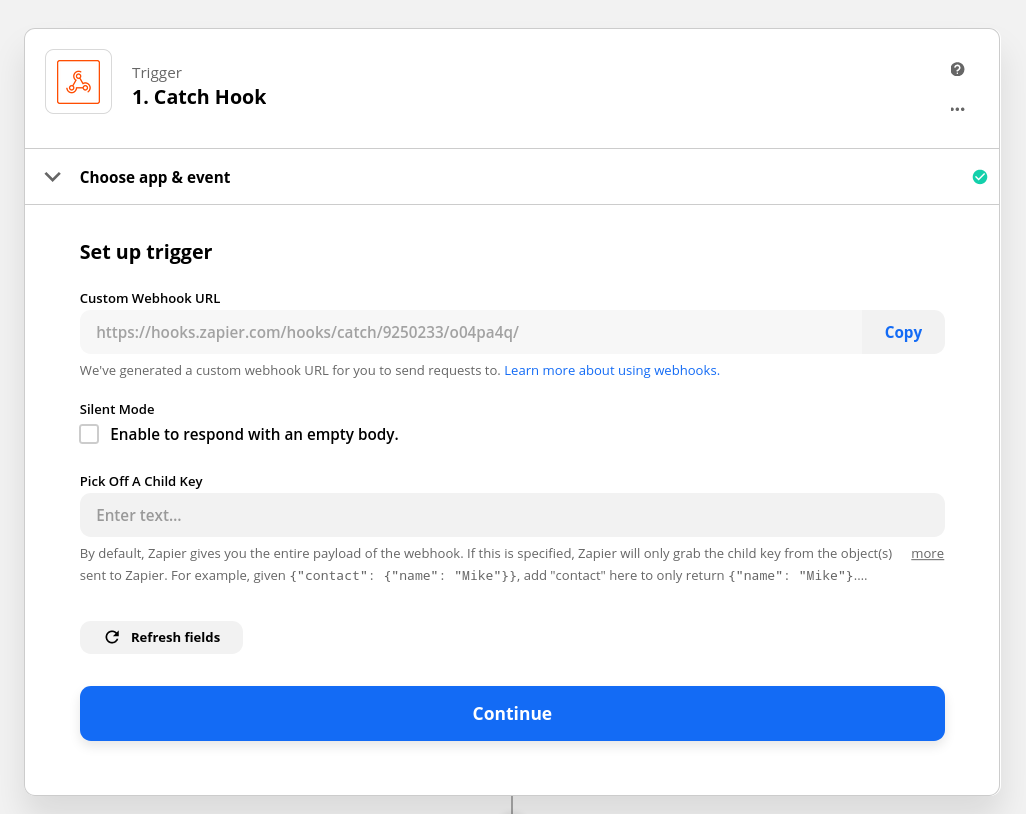 Trigger
1. Catch Hook
Choose app & event
Set up trigger
Custom Webhook URL
https://hooks.zapier.com/hooks/catch/9250233/o04pa4q/
Copy
We've generated a custom webhook URL for you to send requests to. Learn more about using webhooks.
Silent Mode
Enable to respond with an empty body.
Pick Off A Child Key
Enter text...
By default, Zapier gives you the entire payload of the webhook. If this is specified, Zapier will only grab the child key from the object(s) more
sent to Zapier. For example, given {"contact": {"name": "Mike"}}, add "contact" here to only return {"name": "Mike"}....
Refresh fields
Continue